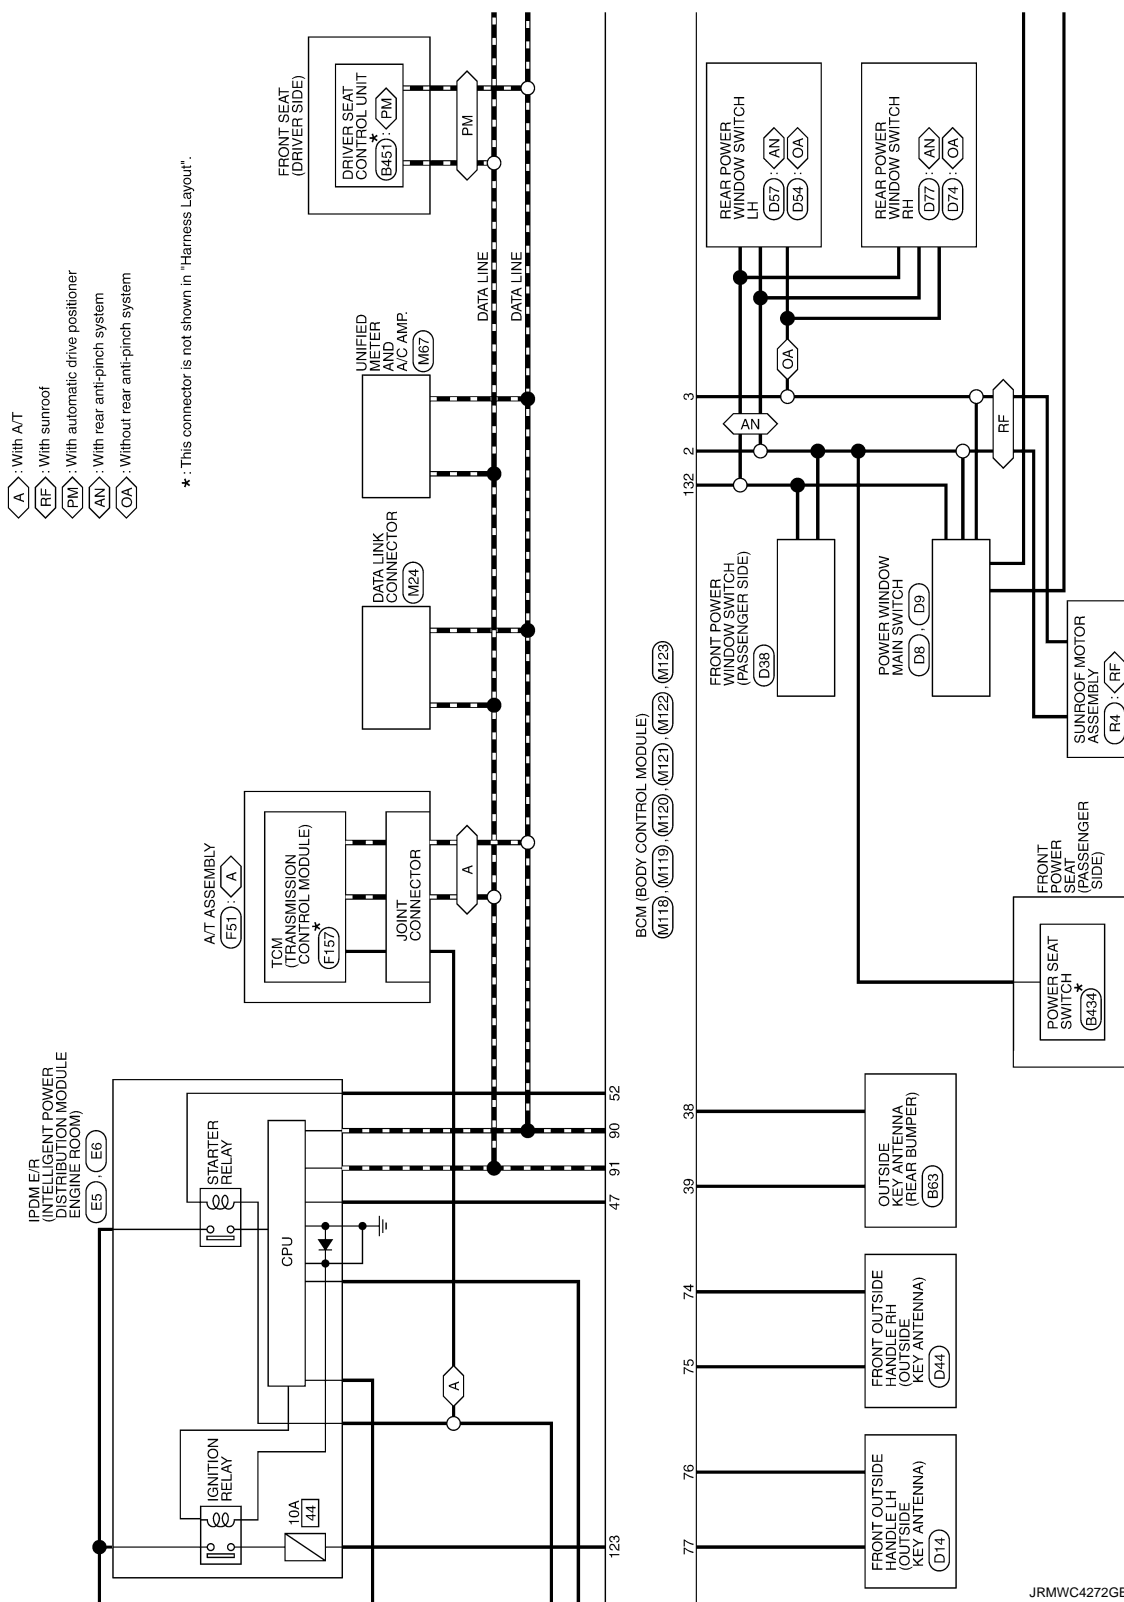 A : With A/T
RF : With sunroof
PM : With automatic drive positioner
AN : With rear anti-pinch system
OA : Without rear anti-pinch system
* : This connector is not shown in "Harness Layout".
IPDM E/R
(INTELLIGENT POWER
DISTRIBUTION MODULE
ENGINE ROOM)
E5 , E6
IGNITION
RELAY
10A
44
STARTER
RELAY
CPU
A
A/T ASSEMBLY
F51 : A
TCM
(TRANSMISSION
CONTROL MODULE)
*
F157
JOINT
CONNECTOR
A
DATA LINK
CONNECTOR
M24
UNIFIED
METER
AND
A/C AMP.
M67
DATA LINE
DATA LINE
FRONT SEAT
(DRIVER SIDE)
DRIVER SEAT
CONTROL UNIT
*
B451 : PM
PM
123
47
91
90
52
BCM (BODY CONTROL MODULE)
M118 , M119 , M120 , M121 , M122 , M123
77
76
75
74
39
38
132
2
3
FRONT OUTSIDE
HANDLE LH
(OUTSIDE
KEY ANTENNA)
D14
FRONT OUTSIDE
HANDLE RH
(OUTSIDE
KEY ANTENNA)
D44
OUTSIDE
KEY ANTENNA
(REAR BUMPER)
B63
FRONT
POWER
SEAT
(PASSENGER
SIDE)
POWER SEAT
SWITCH
*
B434
FRONT POWER
WINDOW SWITCH
(PASSENGER SIDE)
D38
POWER WINDOW
MAIN SWITCH
D8 , D9
SUNROOF MOTOR
ASSEMBLY
R4 : RF
AN
OA
RF
REAR POWER
WINDOW SWITCH
LH
D57 : AN
D54 : OA
REAR POWER
WINDOW SWITCH
RH
D77 : AN
D74 : OA
JRMWC4272GE